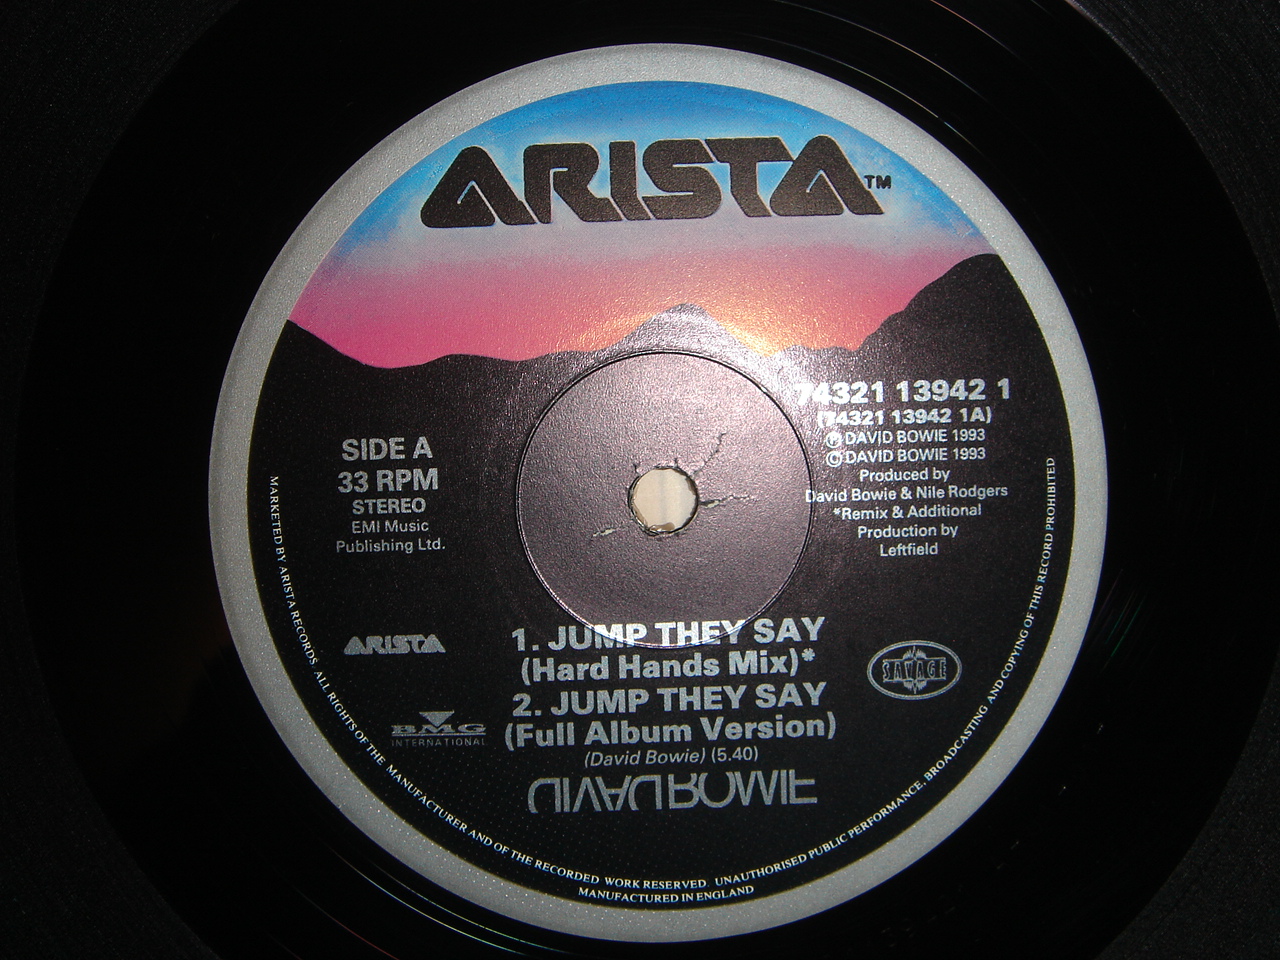 ARISTA™
74321 13942 1
(74321 13942 1A)
Ⓟ DAVID BOWIE 1993
© DAVID BOWIE 1993
Produced by
David Bowie & Nile Rodgers
*Remix & Additional
Production by
Leftfield
SIDE A
33 RPM
STEREO
EMI Music
Publishing Ltd.
ARISTA
BMG
INTERNATIONAL
1. JUMP THEY SAY
(Hard Hands Mix)*
2. JUMP THEY SAY
(Full Album Version)
(David Bowie) (5.40)
DAVID BOWIE
SAVAGE
MARKETED BY ARISTA RECORDS. ALL RIGHTS OF THE MANUFACTURER AND OF THE RECORDED WORK RESERVED. UNAUTHORISED PUBLIC PERFORMANCE, BROADCASTING AND COPYING OF THIS RECORD PROHIBITED
MANUFACTURED IN ENGLAND